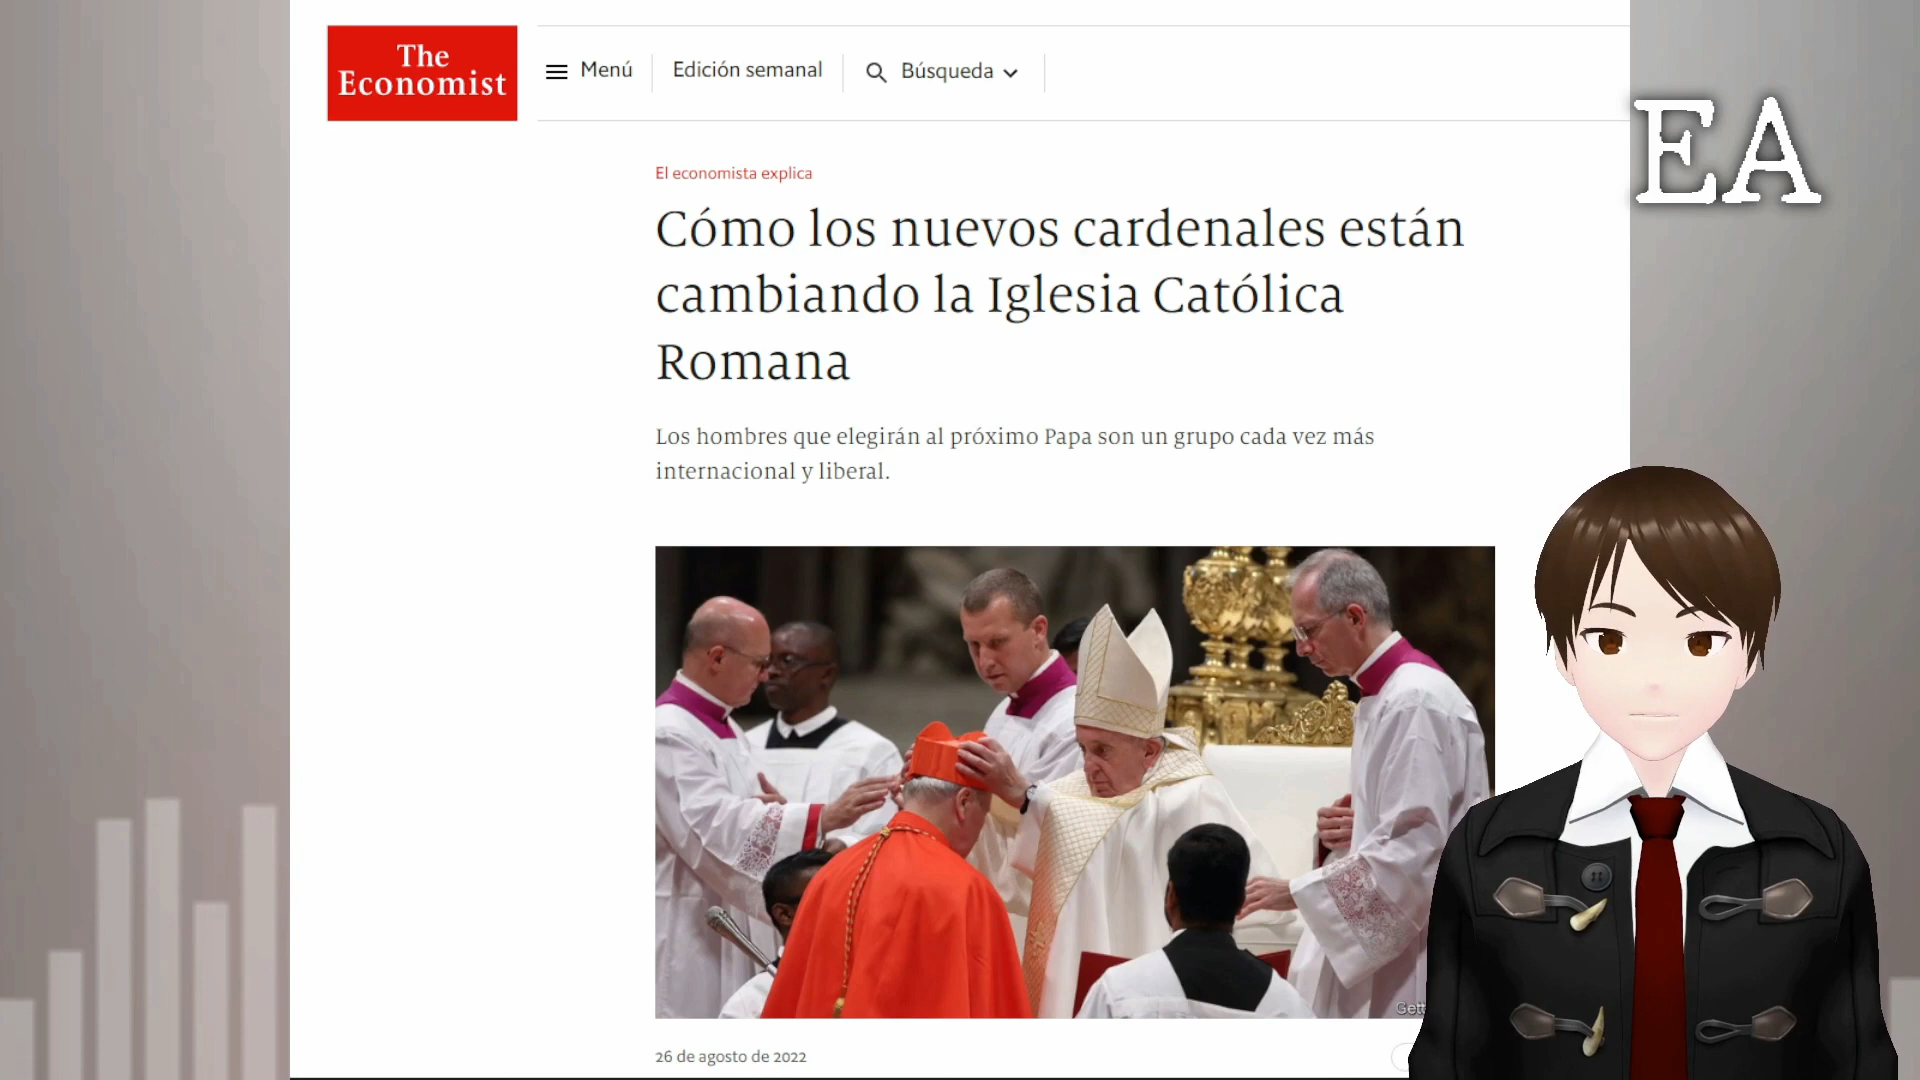 The
Economist
Menú
Edición semanal
Búsqueda
EA
El economista explica
Cómo los nuevos cardenales están
cambiando la Iglesia Católica
Romana
Los hombres que elegirán al próximo Papa son un grupo cada vez más
internacional y liberal.
26 de agosto de 2022